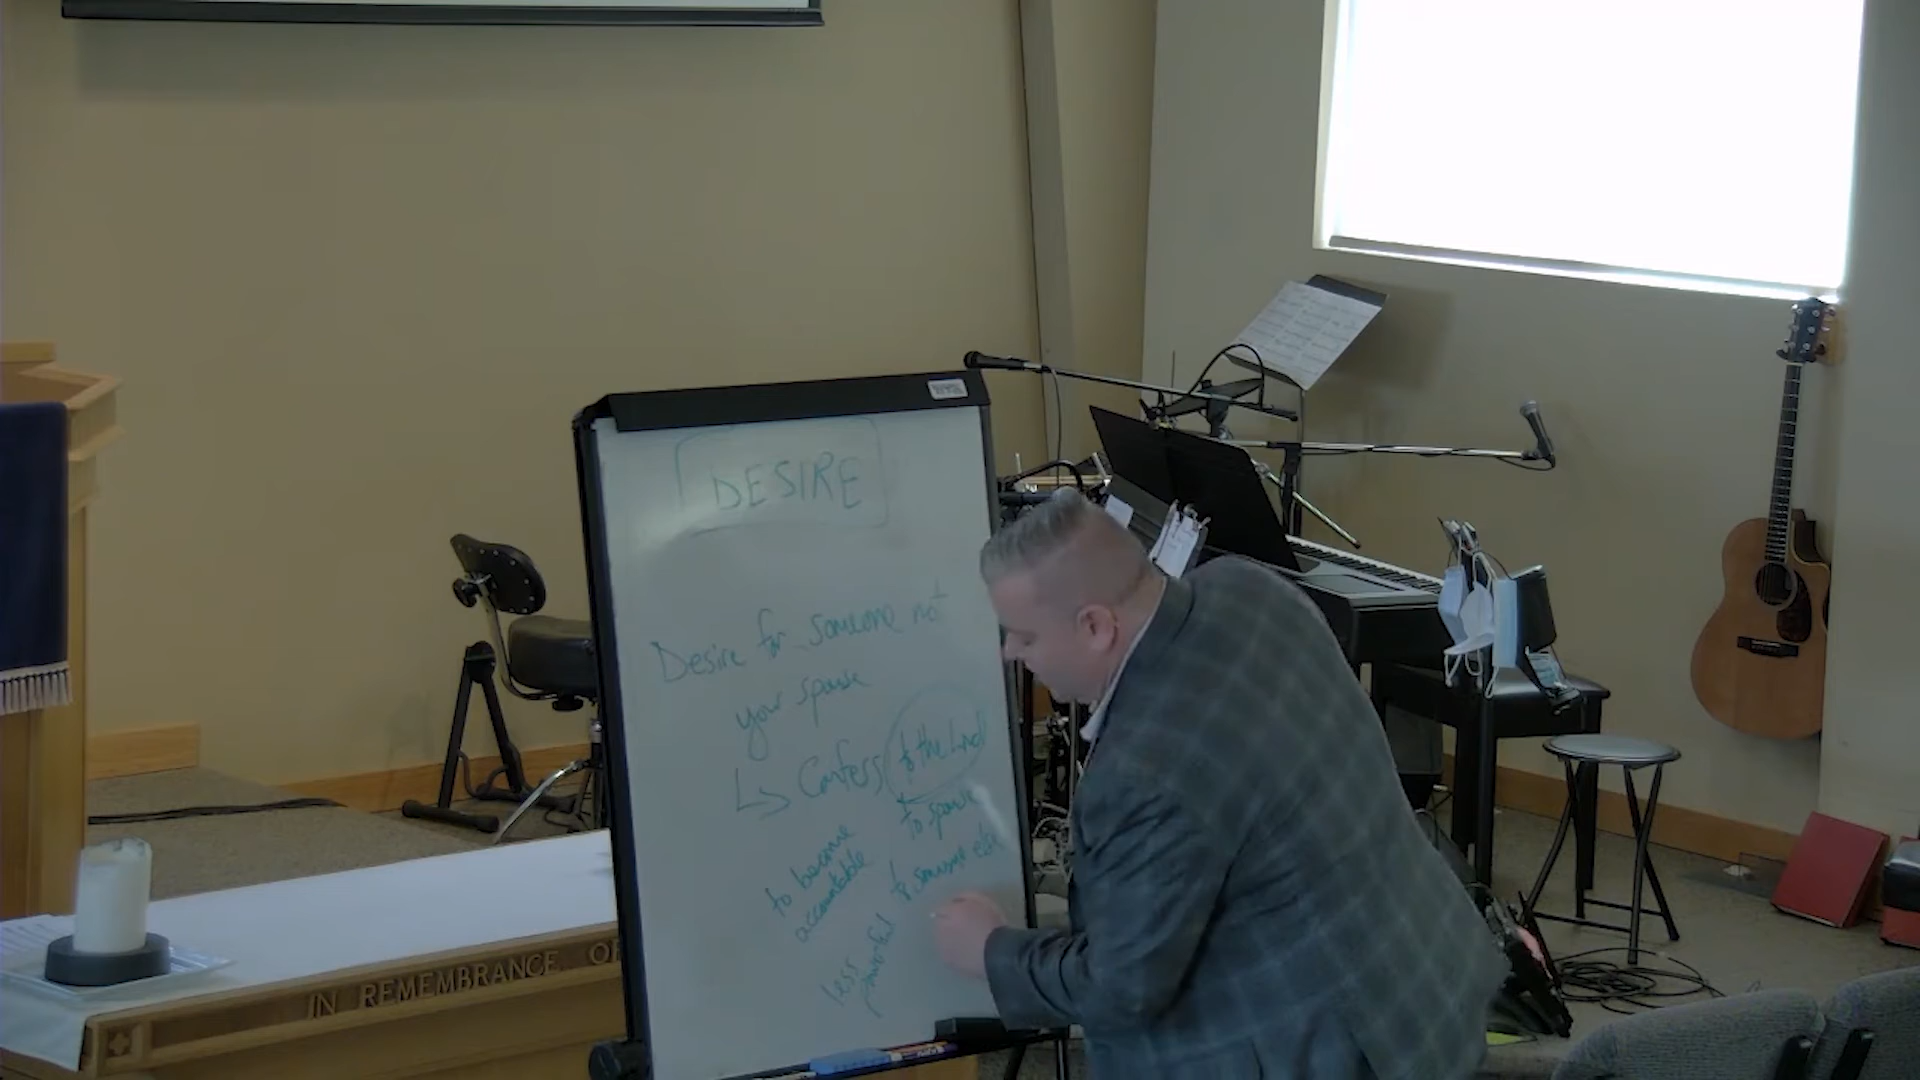 DESIRE
Desire for someone not
your spouse
↳ Confess to the Lord
to spouse
to someone else
to become
accountable
less
powerful
IN REMEMBRANCE OF